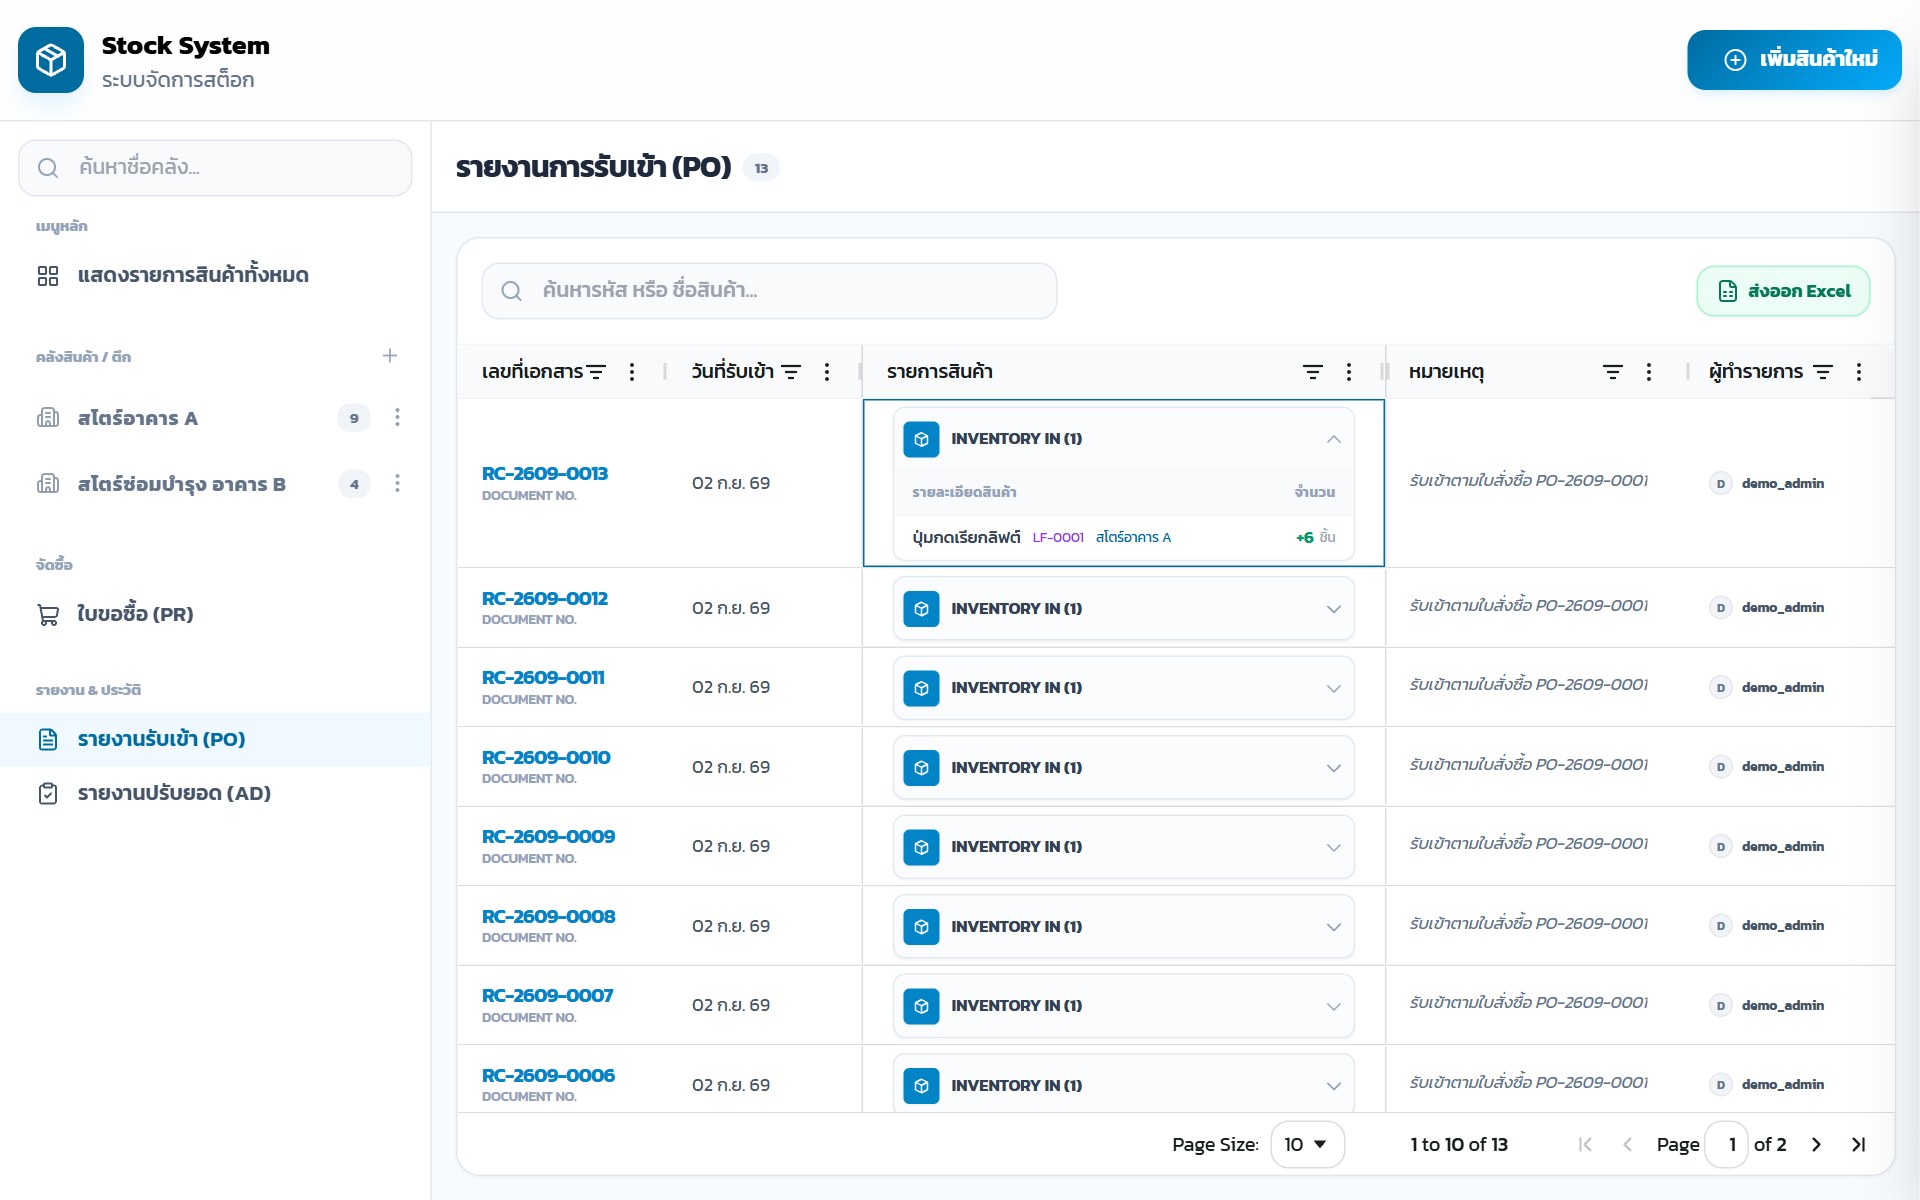 Stock System
ระบบจัดการสต็อก
เพิ่มสินค้าใหม่
ค้นหาชื่อคลัง...
เมนูหลัก
แสดงรายการสินค้าทั้งหมด
คลังสินค้า / ตึก
สโตร์อาคาร A 9
สโตร์ซ่อมบำรุง อาคาร B 4
จัดซื้อ
ใบขอซื้อ (PR)
รายงาน & ประวัติ
รายงานรับเข้า (PO)
รายงานปรับยอด (AD)
รายงานการรับเข้า (PO) 13
ค้นหารหัส หรือ ชื่อสินค้า...
ส่งออก Excel
เลขที่เอกสาร วันที่รับเข้า รายการสินค้า หมายเหตุ ผู้ทำรายการ
RC-2609-0013
DOCUMENT NO.
02 ก.ย. 69
INVENTORY IN (1)
รายละเอียดสินค้า จำนวน
ปุ่มกดเรียกลิฟต์ LF-0001 สโตร์อาคาร A +6 ชิ้น
รับเข้าตามใบสั่งซื้อ PO-2609-0001
D demo_admin
RC-2609-0012
DOCUMENT NO.
02 ก.ย. 69
INVENTORY IN (1)
รับเข้าตามใบสั่งซื้อ PO-2609-0001
D demo_admin
RC-2609-0011
DOCUMENT NO.
02 ก.ย. 69
INVENTORY IN (1)
รับเข้าตามใบสั่งซื้อ PO-2609-0001
D demo_admin
RC-2609-0010
DOCUMENT NO.
02 ก.ย. 69
INVENTORY IN (1)
รับเข้าตามใบสั่งซื้อ PO-2609-0001
D demo_admin
RC-2609-0009
DOCUMENT NO.
02 ก.ย. 69
INVENTORY IN (1)
รับเข้าตามใบสั่งซื้อ PO-2609-0001
D demo_admin
RC-2609-0008
DOCUMENT NO.
02 ก.ย. 69
INVENTORY IN (1)
รับเข้าตามใบสั่งซื้อ PO-2609-0001
D demo_admin
RC-2609-0007
DOCUMENT NO.
02 ก.ย. 69
INVENTORY IN (1)
รับเข้าตามใบสั่งซื้อ PO-2609-0001
D demo_admin
RC-2609-0006
DOCUMENT NO.
02 ก.ย. 69
INVENTORY IN (1)
รับเข้าตามใบสั่งซื้อ PO-2609-0001
D demo_admin
Page Size: 10 1 to 10 of 13 Page 1 of 2